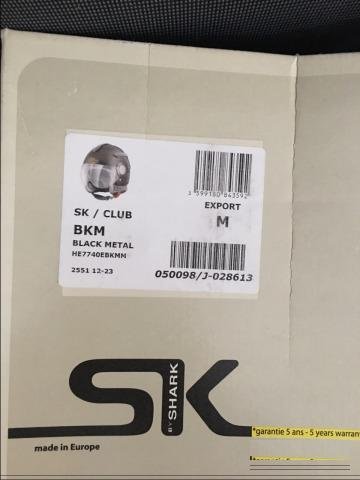 3 599180 863592
EXPORT
M
SK / CLUB
BKM
BLACK METAL
HE7740EBKMM
2551 12-23
050098/J-028613
SK
BY SHARK
made in Europe
*garantie 5 ans - 5 years warran